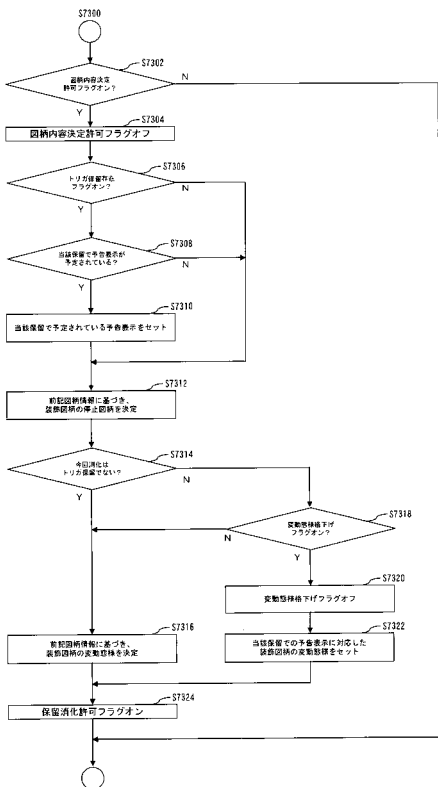 S7300
S7302
図柄内容決定
許可フラグオン？
N
Y
S7304
図柄内容決定許可フラグオフ
S7306
トリガ保留存在
フラグオン？
N
Y
S7308
当該保留で予告表示が
予定されている？
N
Y
S7310
当該保留で予定されている予告表示をセット
S7312
前記図柄情報に基づき、
装飾図柄の停止図柄を決定
S7314
今回消化は
トリガ保留でない？
N
Y
S7318
変動態様格下げ
フラグオン？
N
Y
S7320
変動態様格下げフラグオフ
S7322
当該保留での予告表示に対応した
装飾図柄の変動態様をセット
S7316
前記図柄情報に基づき、
装飾図柄の変動態様を決定
S7324
保留消化許可フラグオン